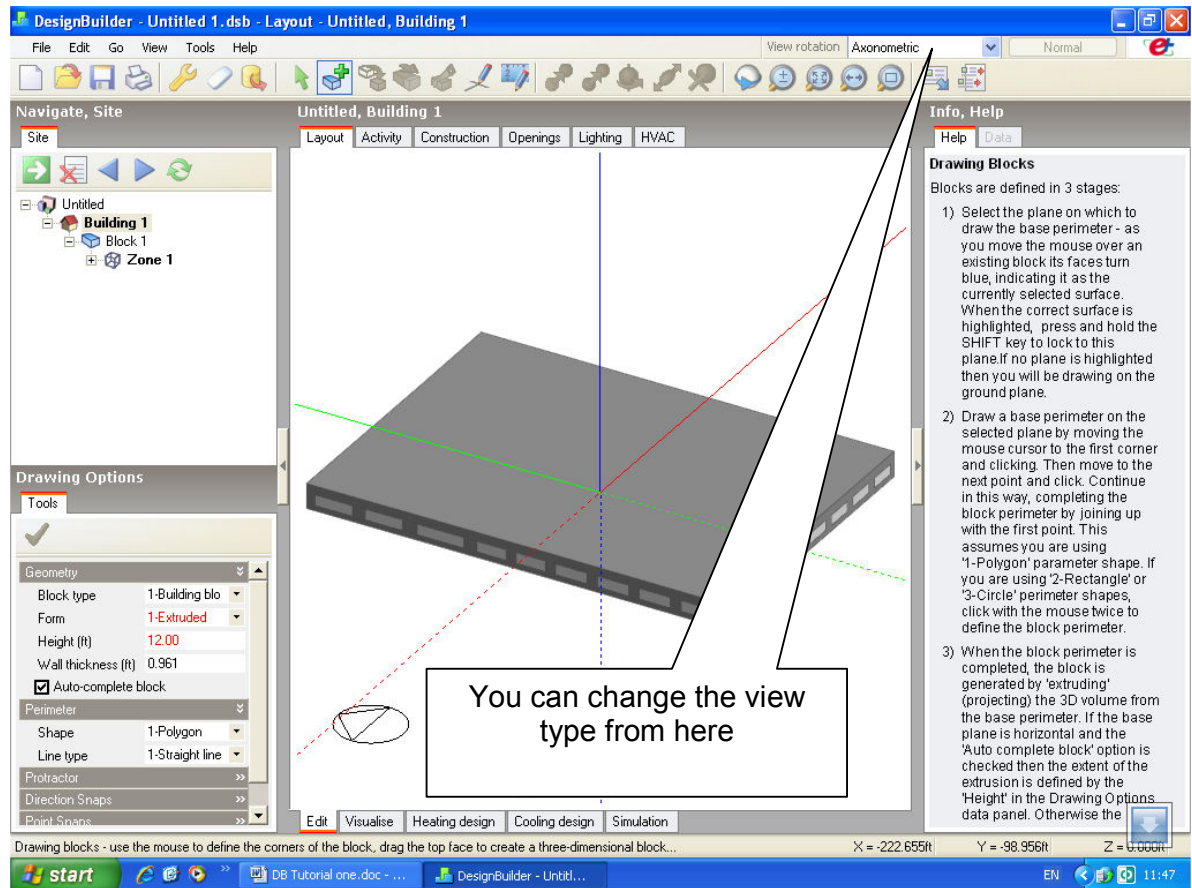 DesignBuilder - Untitled 1.dsb - Layout - Untitled, Building 1
File Edit Go View Tools Help
View rotation Axonometric Normal
Navigate, Site
Site
Untitled
Building 1
Block 1
Zone 1
Untitled, Building 1
Layout Activity Construction Openings Lighting HVAC
You can change the view
type from here
Edit Visualise Heating design Cooling design Simulation
Drawing Options
Tools
Geometry
Block type 1-Building blo
Form 1-Extruded
Height (ft) 12.00
Wall thickness (ft) 0.961
Auto-complete block
Perimeter
Shape 1-Polygon
Line type 1-Straight line
Protractor
Direction Snaps
Point Snaps
Info, Help
Help Data
Drawing Blocks
Blocks are defined in 3 stages:
1) Select the plane on which to
draw the base perimeter - as
you move the mouse over an
existing block its faces turn
blue, indicating it as the
currently selected surface.
When the correct surface is
highlighted, press and hold the
SHIFT key to lock to this
plane.If no plane is highlighted
then you will be drawing on the
ground plane.
2) Draw a base perimeter on the
selected plane by moving the
mouse cursor to the first corner
and clicking. Then move to the
next point and click. Continue
in this way, completing the
block perimeter by joining up
with the first point. This
assumes you are using
'1-Polygon' parameter shape. If
you are using '2-Rectangle' or
'3-Circle' perimeter shapes,
click with the mouse twice to
define the block perimeter.
3) When the block perimeter is
completed, the block is
generated by 'extruding'
(projecting) the 3D volume from
the base perimeter. If the base
plane is horizontal and the
'Auto complete block' option is
checked then the extent of the
extrusion is defined by the
'Height' in the Drawing Options
data panel. Otherwise the
Drawing blocks - use the mouse to define the corners of the block, drag the top face to create a three-dimensional block...
X = -222.655ft Y = -98.956ft Z = 0.000ft
start DB Tutorial one.doc - ... DesignBuilder - Untitl... EN 11:47